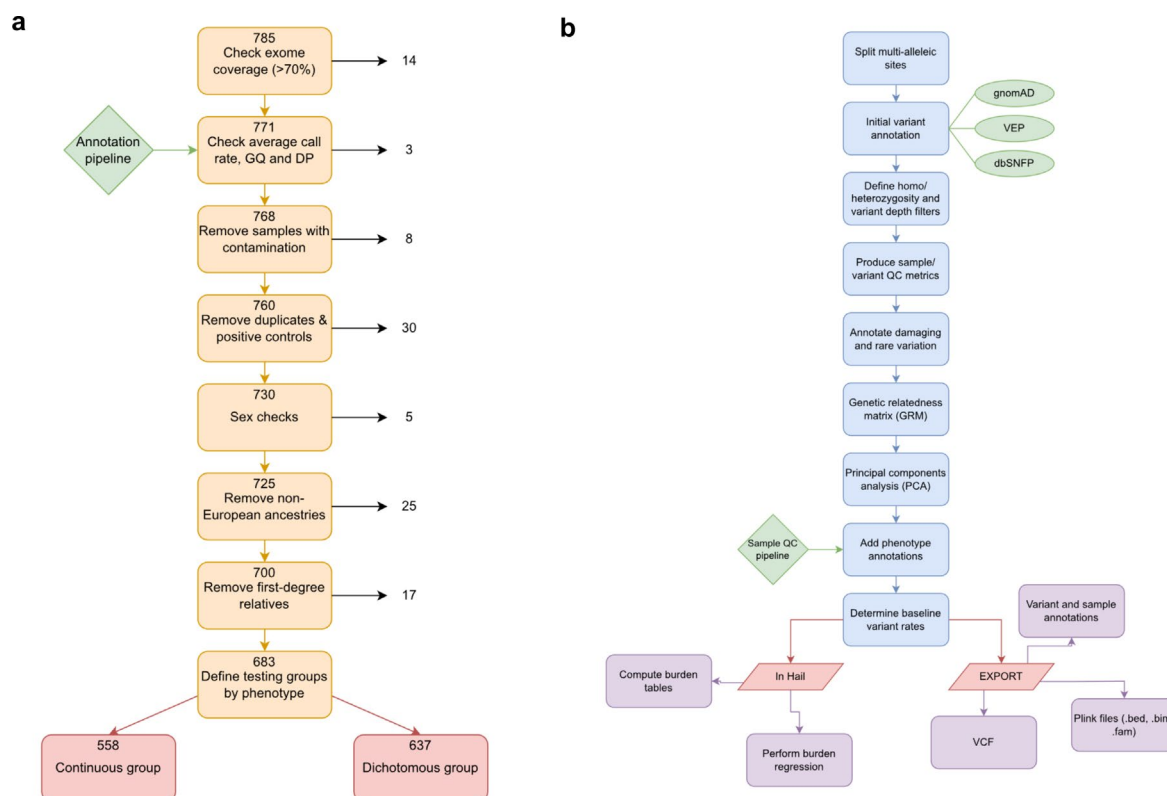 a
785
Check exome
coverage (>70%)
14
Annotation
pipeline
771
Check average call
rate, GQ and DP
3
768
Remove samples with
contamination
8
760
Remove duplicates &
positive controls
30
730
Sex checks
5
725
Remove non-
European ancestries
25
700
Remove first-degree
relatives
17
683
Define testing groups
by phenotype
558
Continuous group
637
Dichotomous group
b
Split multi-alleleic
sites
Initial variant
annotation
gnomAD
VEP
dbSNFP
Define homo/
heterozygosity and
variant depth filters
Produce sample/
variant QC metrics
Annotate damaging
and rare variation
Genetic relatedness
matrix (GRM)
Principal components
analysis (PCA)
Sample QC
pipeline
Add phenotype
annotations
Determine baseline
variant rates
Variant and sample
annotations
Compute burden
tables
In Hail
EXPORT
Perform burden
regression
VCF
Plink files (.bed, .bim
.fam)